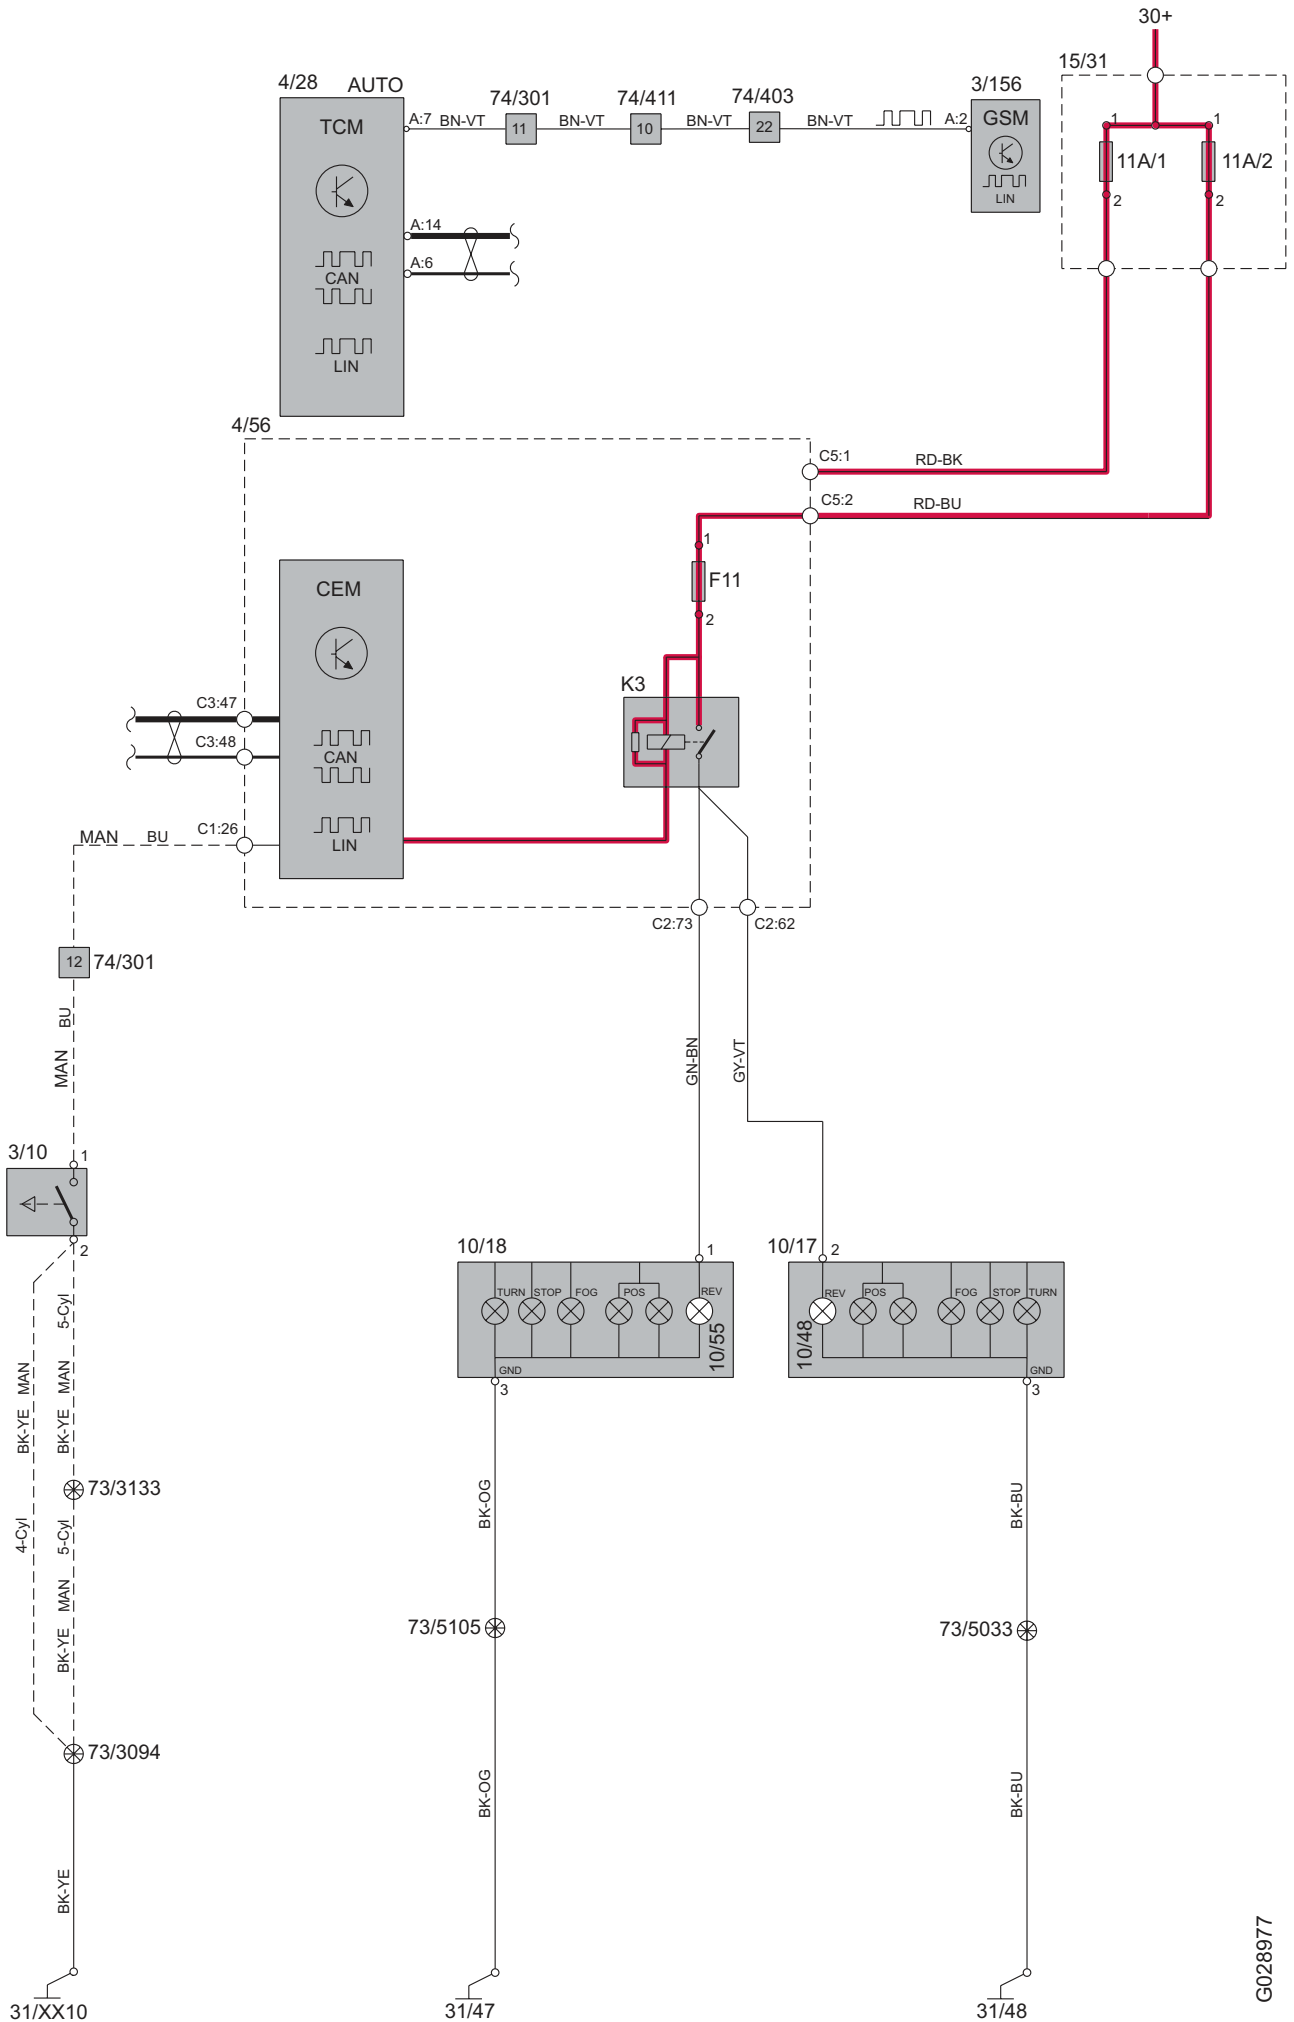 30+
15/31
4/28 AUTO
74/301
74/411
74/403
3/156
TCM
A:7 BN-VT
11
BN-VT
10
BN-VT
22
BN-VT
A:2
GSM
LIN
1
1
11A/1
11A/2
2
2
A:14
A:6
CAN
LIN
4/56
C5:1
RD-BK
C5:2
RD-BU
1
F11
2
CEM
K3
C3:47
C3:48
CAN
LIN
MAN BU C1:26
C2:73
C2:62
12
74/301
BU
MAN
GN-BN
GY-VT
3/10
1
2
10/18
1
10/17
2
TURN
STOP
FOG
POS
REV
10/55
GND
3
REV
POS
FOG
STOP
TURN
10/48
GND
3
5-Cyl
MAN
BK-YE
MAN
BK-YE
73/3133
4-Cyl
5-Cyl
MAN
BK-YE
BK-OG
BK-BU
73/5105
73/5033
73/3094
BK-OG
BK-BU
BK-YE
31/XX10
31/47
31/48
G028977